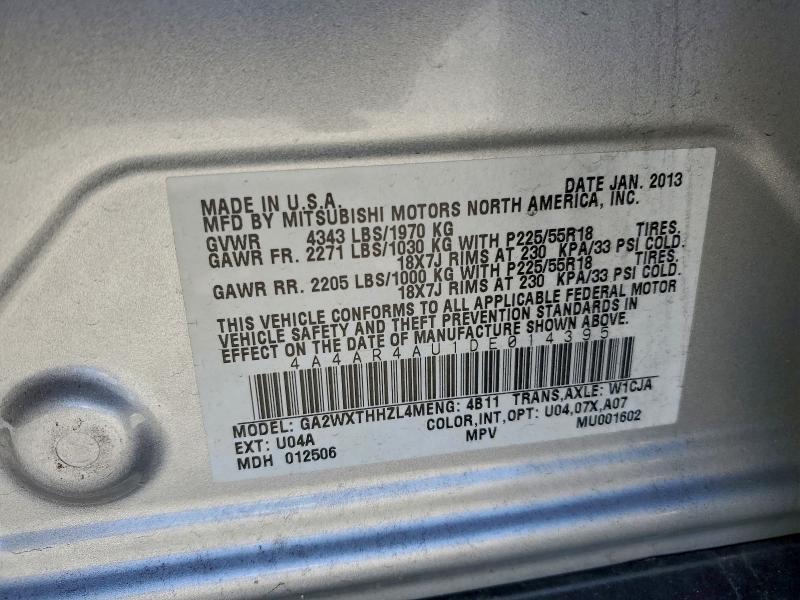 MADE IN U.S.A. DATE JAN. 2013
MFD BY MITSUBISHI MOTORS NORTH AMERICA, INC.
GVWR 4343 LBS/1970 KG
GAWR FR. 2271 LBS/1030 KG WITH P225/55R18 TIRES.
18X7J RIMS AT 230 KPA/33 PSI COLD.
GAWR RR. 2205 LBS/1000 KG WITH P225/55R18 TIRES.
18X7J RIMS AT 230 KPA/33 PSI COLD.
THIS VEHICLE CONFORMS TO ALL APPLICABLE FEDERAL MOTOR
VEHICLE SAFETY AND THEFT PREVENTION STANDARDS IN
EFFECT ON THE DATE OF MANUFACTURE SHOWN ABOVE.
4A4AR4AU1DE014395
MODEL: GA2WXTHHZL4MENG: 4B11 TRANS,AXLE: W1CJA
EXT: U04A COLOR,INT,OPT: U04,07X,A07
MDH 012506 MPV MU001602